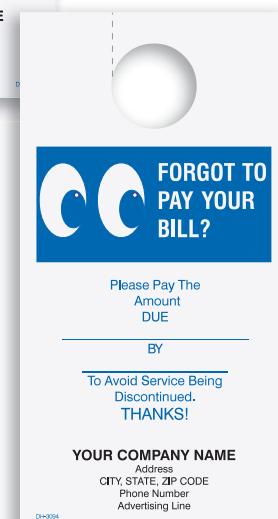 FORGOT TO
PAY YOUR
BILL?
Please Pay The
Amount
DUE
BY
To Avoid Service Being
Discontinued.
THANKS!
YOUR COMPANY NAME
Address
CITY, STATE, ZIP CODE
Phone Number
Advertising Line
DH-3094